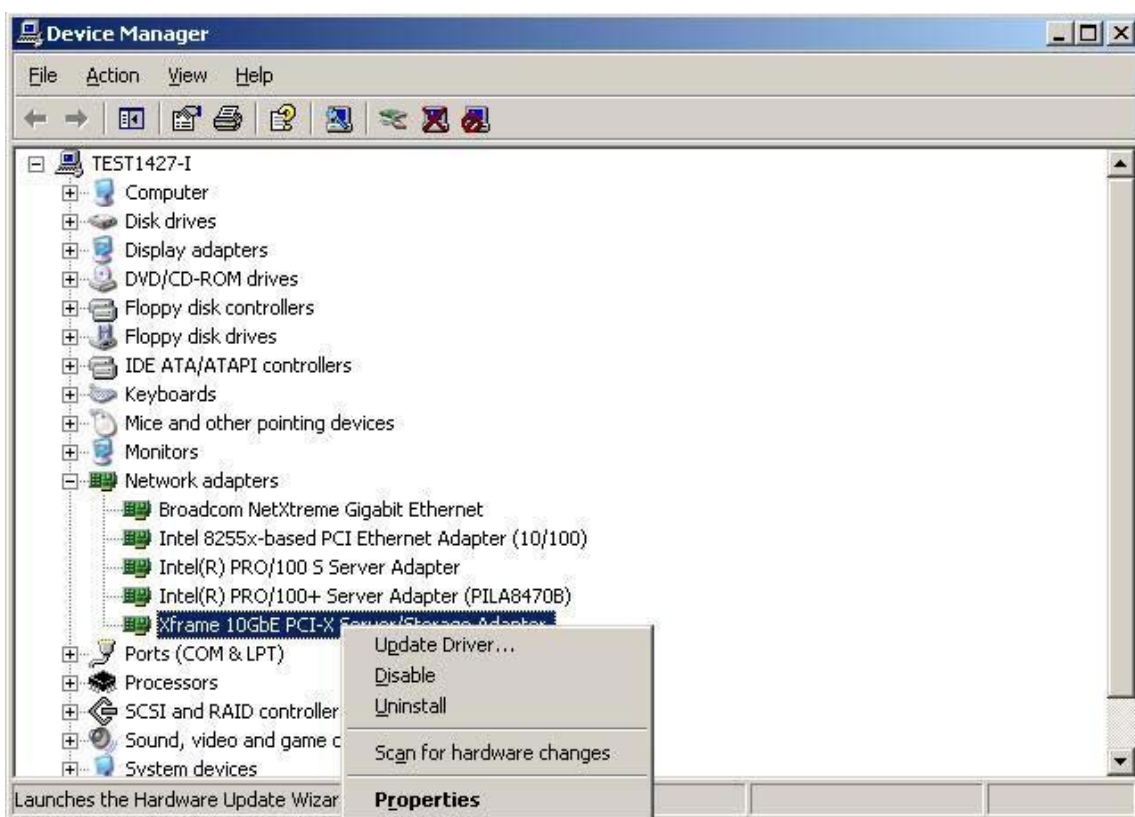 Device Manager
File Action View Help
TEST1427-I
Computer
Disk drives
Display adapters
DVD/CD-ROM drives
Floppy disk controllers
Floppy disk drives
IDE ATA/ATAPI controllers
Keyboards
Mice and other pointing devices
Monitors
Network adapters
Broadcom NetXtreme Gigabit Ethernet
Intel 8255x-based PCI Ethernet Adapter (10/100)
Intel(R) PRO/100 S Server Adapter
Intel(R) PRO/100+ Server Adapter (PILA8470B)
Xframe 10GbE PCI-X Server/Storage Adapter
Ports (COM & LPT)
Update Driver...
Processors
Disable
SCSI and RAID controller
Uninstall
Sound, video and game c
Scan for hardware changes
System devices
Launches the Hardware Update Wizar
Properties